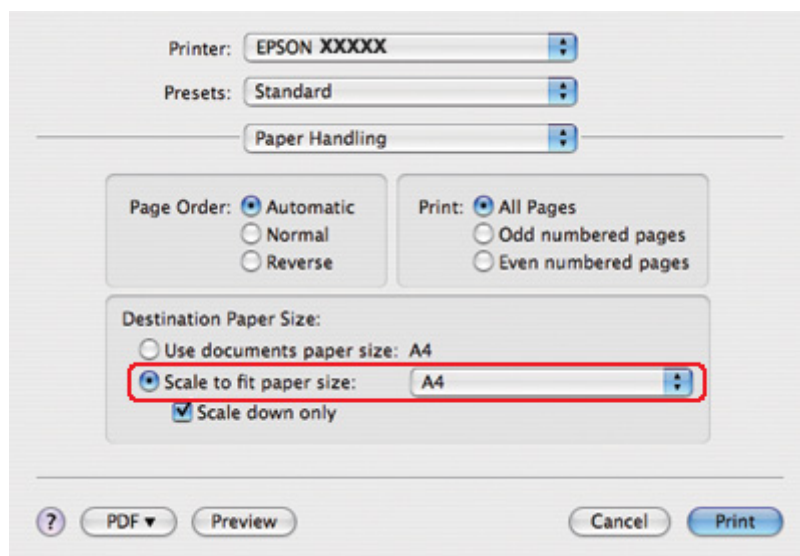 Printer: EPSON XXXXX
Presets: Standard
Paper Handling
Page Order: Automatic
Normal
Reverse
Print: All Pages
Odd numbered pages
Even numbered pages
Destination Paper Size:
Use documents paper size: A4
Scale to fit paper size: A4
Scale down only
? PDF▼ Preview Cancel Print